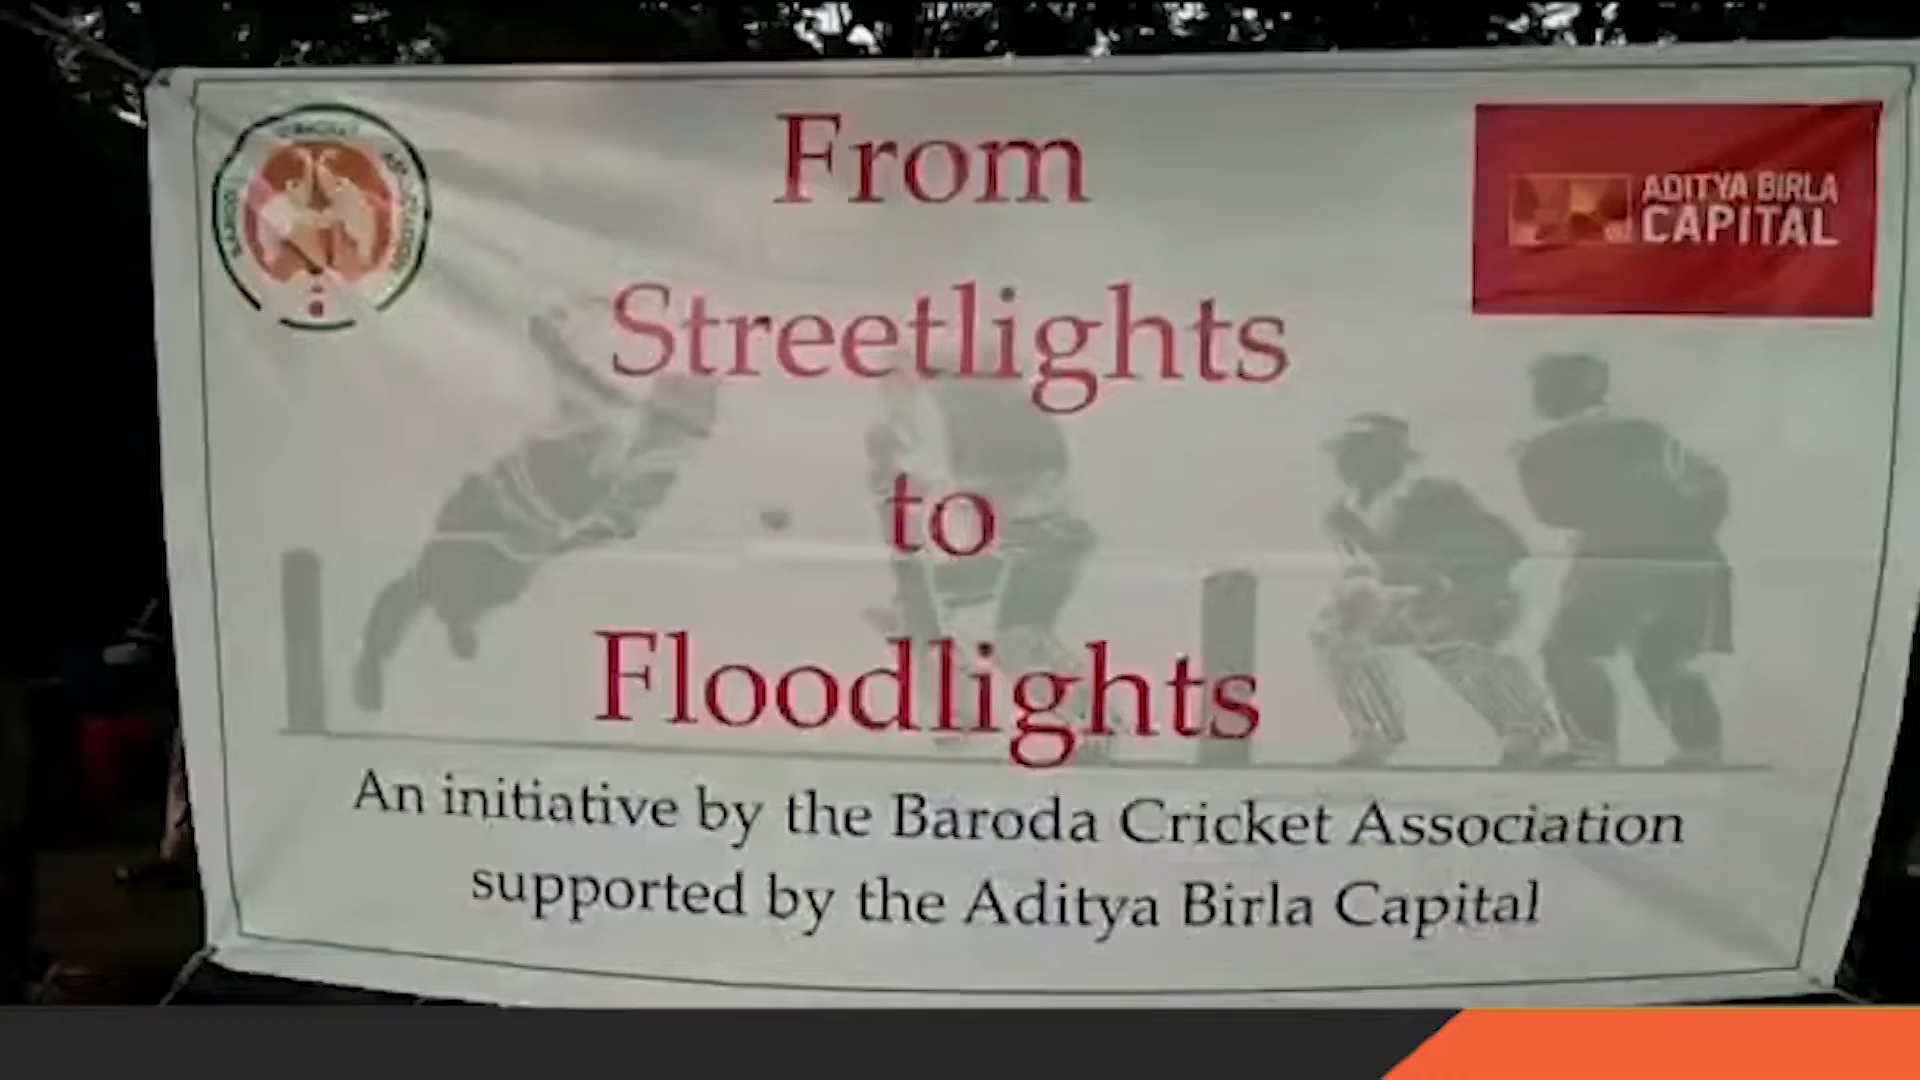 From
ADITYA BIRLA
CAPITAL
Streetlights
to
Floodlights
An initiative by the Baroda Cricket Association
supported by the Aditya Birla Capital